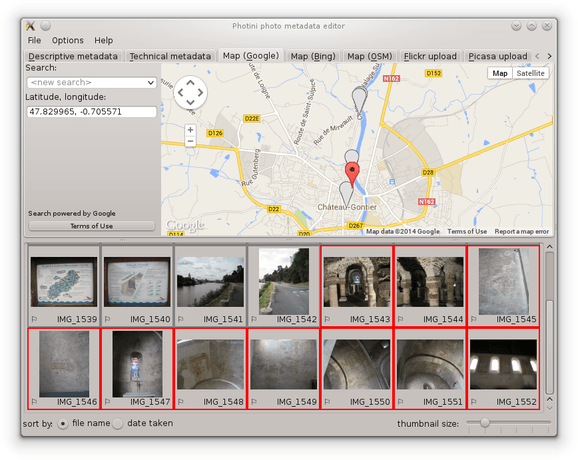 Photini photo metadata editor
File Options Help
Descriptive metadata Technical metadata Map (Google) Map (Bing) Map (OSM) Flickr upload Picasa upload
Search:
<new search>
Latitude, longitude:
47.829965, -0.705571
Search powered by Google
Terms of Use
Map Satellite
N162
D152
Route de Saint-Sulpice
Rue de Mirwault
D22E
D126
Rue Gutenberg
D28
N162
Château-Gontier
D22
D20
D267
D114
Google
Map data ©2014 Google Terms of Use Report a map error
IMG_1539 IMG_1540 IMG_1541 IMG_1542 IMG_1543 IMG_1544 IMG_1545
IMG_1546 IMG_1547 IMG_1548 IMG_1549 IMG_1550 IMG_1551 IMG_1552
sort by: file name date taken thumbnail size: